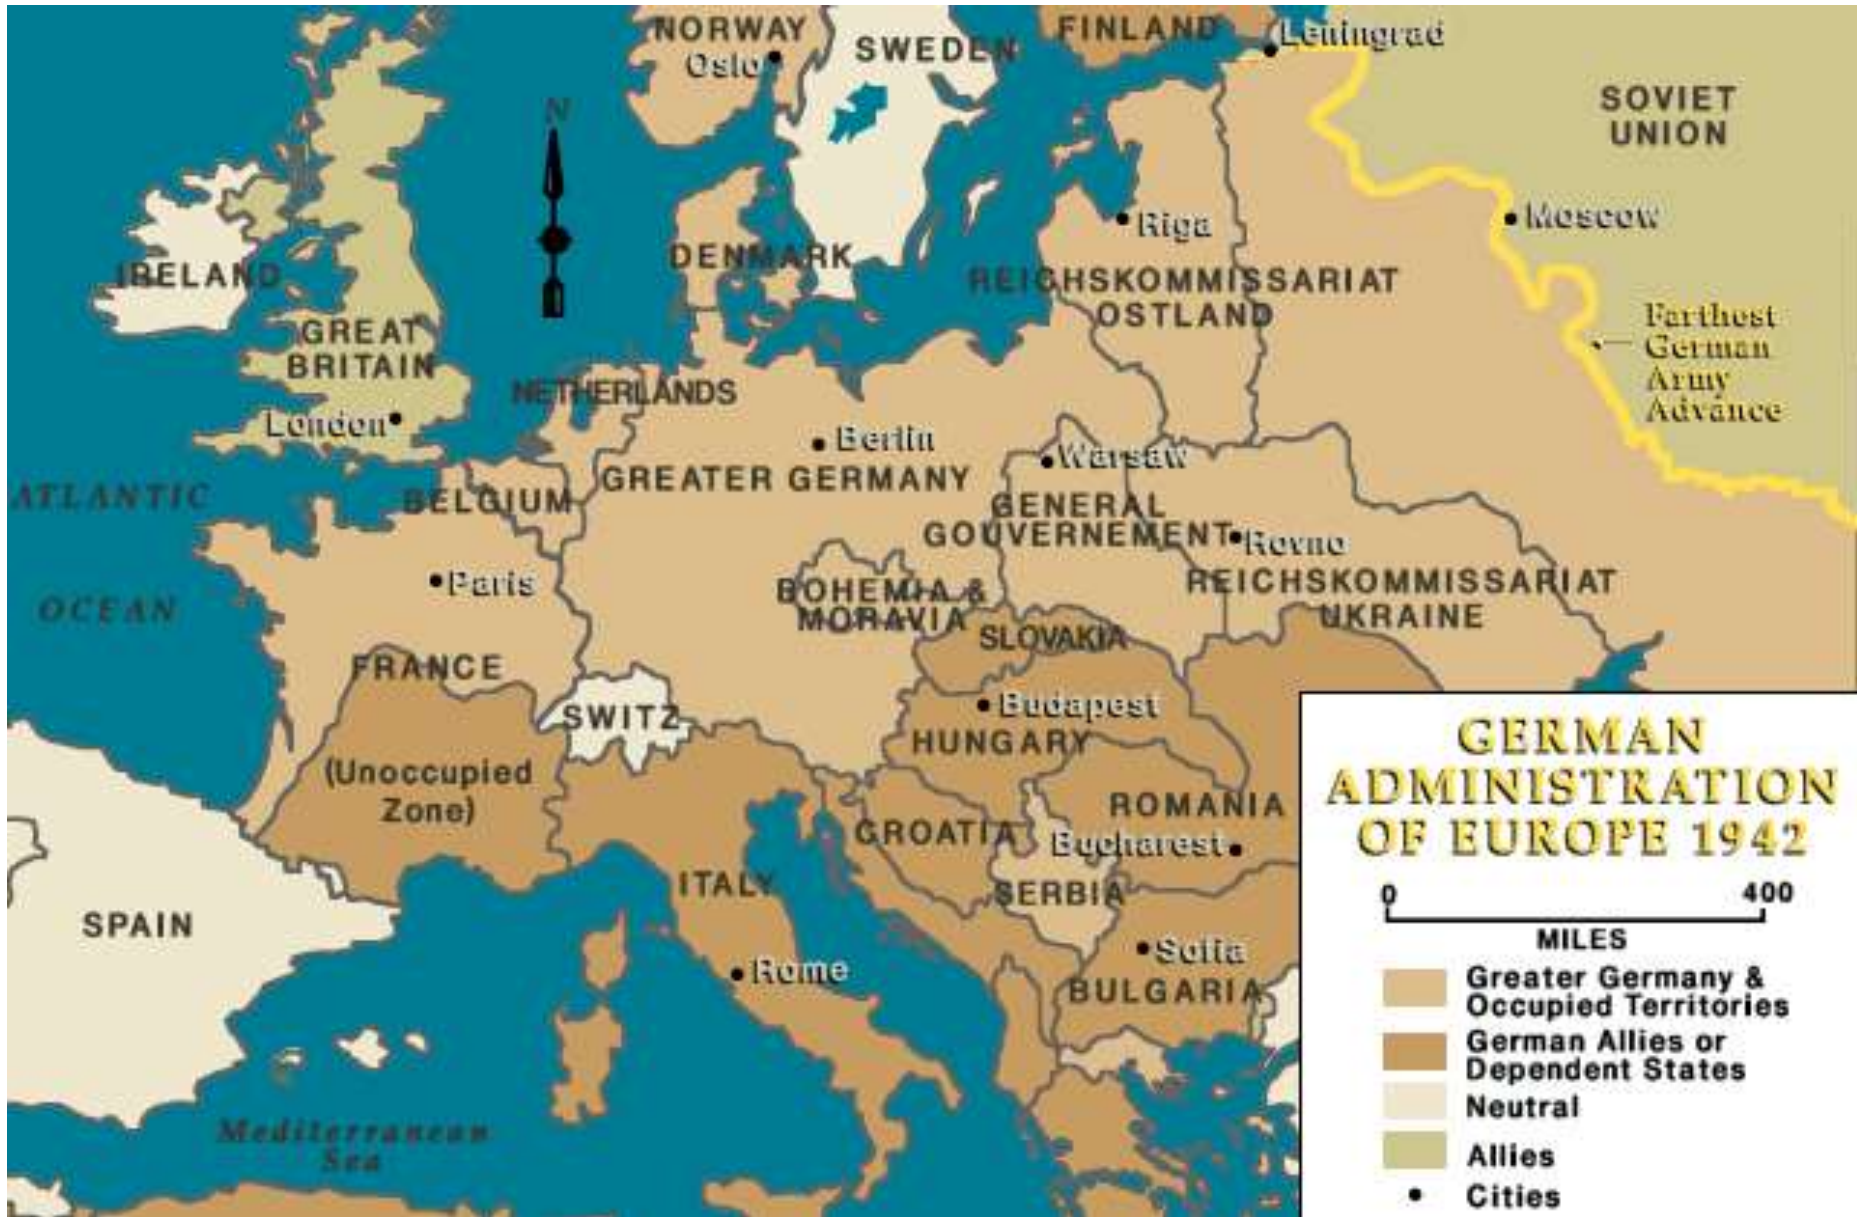 NORWAY
Oslo
SWEDEN
FINLAND
Leningrad
SOVIET
UNION
N
Moscow
Riga
IRELAND
DENMARK
REICHSKOMMISSARIAT
OSTLAND
GREAT
BRITAIN
London
Farthest
German
Army
Advance
NETHERLANDS
Berlin
GREATER GERMANY
Warsaw
BELGIUM
GENERAL
GOUVERNEMENT
Rovno
ATLANTIC
OCEAN
Paris
BOHEMIA &
MORAVIA
REICHSKOMMISSARIAT
UKRAINE
SLOVAKIA
FRANCE
SWITZ
Budapest
HUNGARY
(Unoccupied
Zone)
ROMANIA
CROATIA
Bucharest
ITALY
SERBIA
SPAIN
Rome
Sofia
BULGARIA
Mediterranean
Sea
GERMAN
ADMINISTRATION
OF EUROPE 1942
0 400
MILES
Greater Germany &
Occupied Territories
German Allies or
Dependent States
Neutral
Allies
Cities